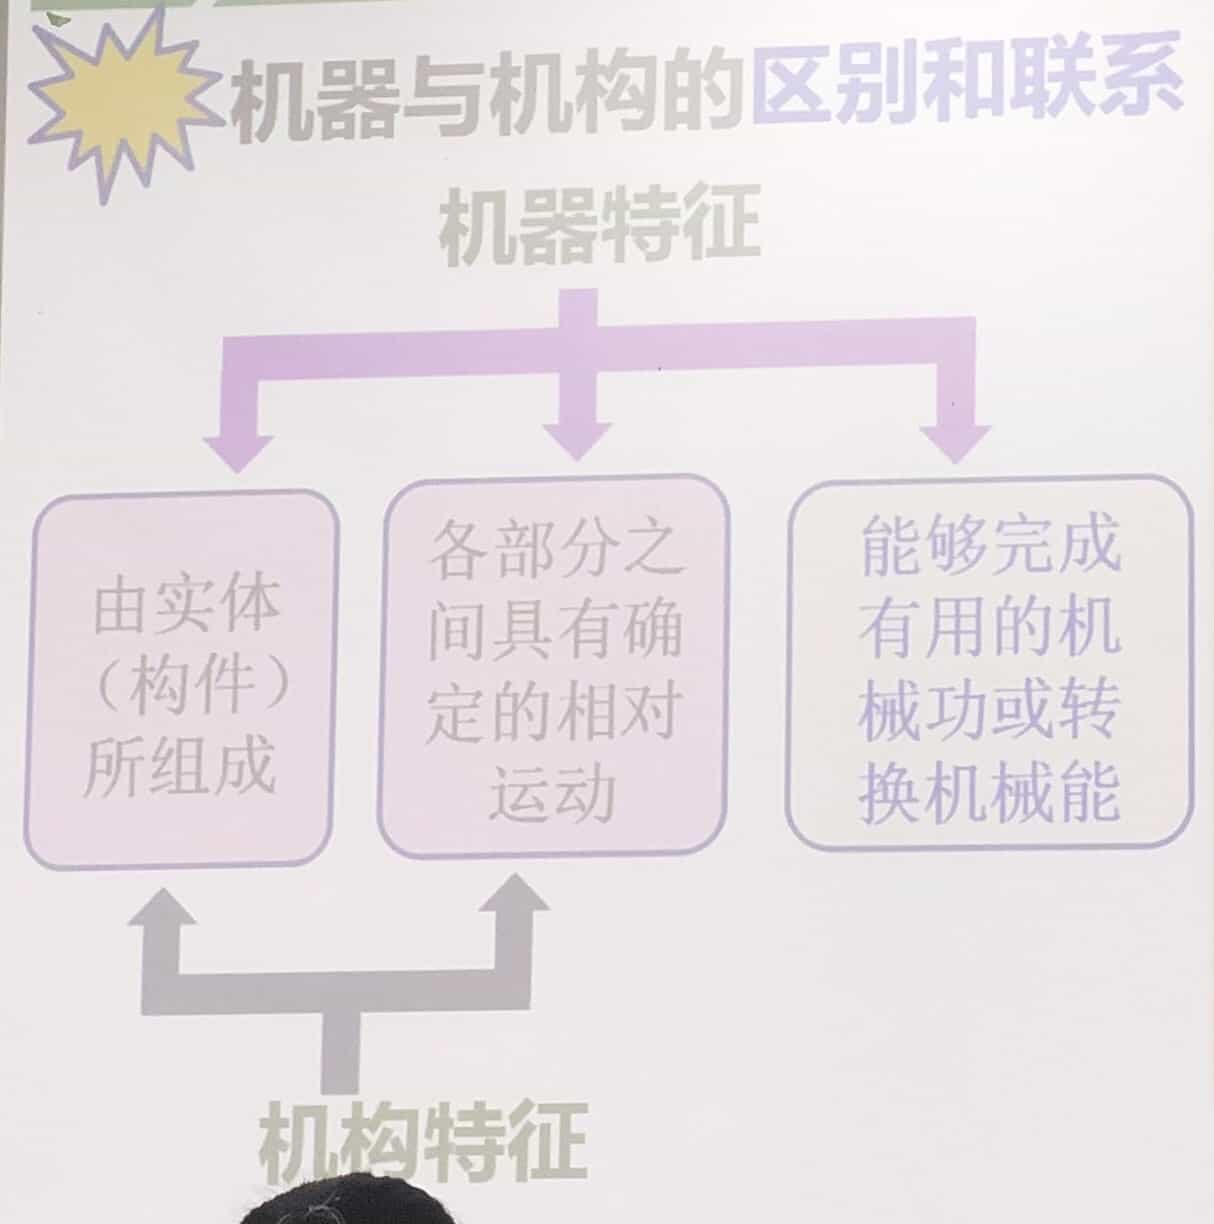 机器与机构的区别和联系
机器特征
由实体
（构件）
所组成
各部分之
间具有确
定的相对
运动
能够完成
有用的机
械功或转
换机械能
机构特征